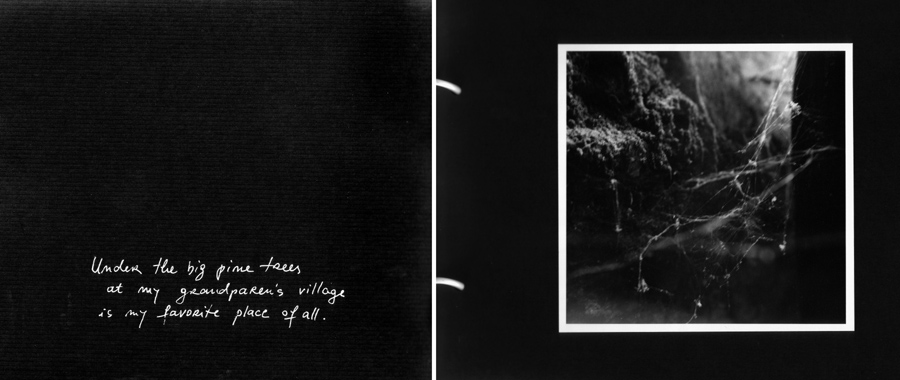 Under the big pine trees
at my grandparen's village
is my favorite place of all.